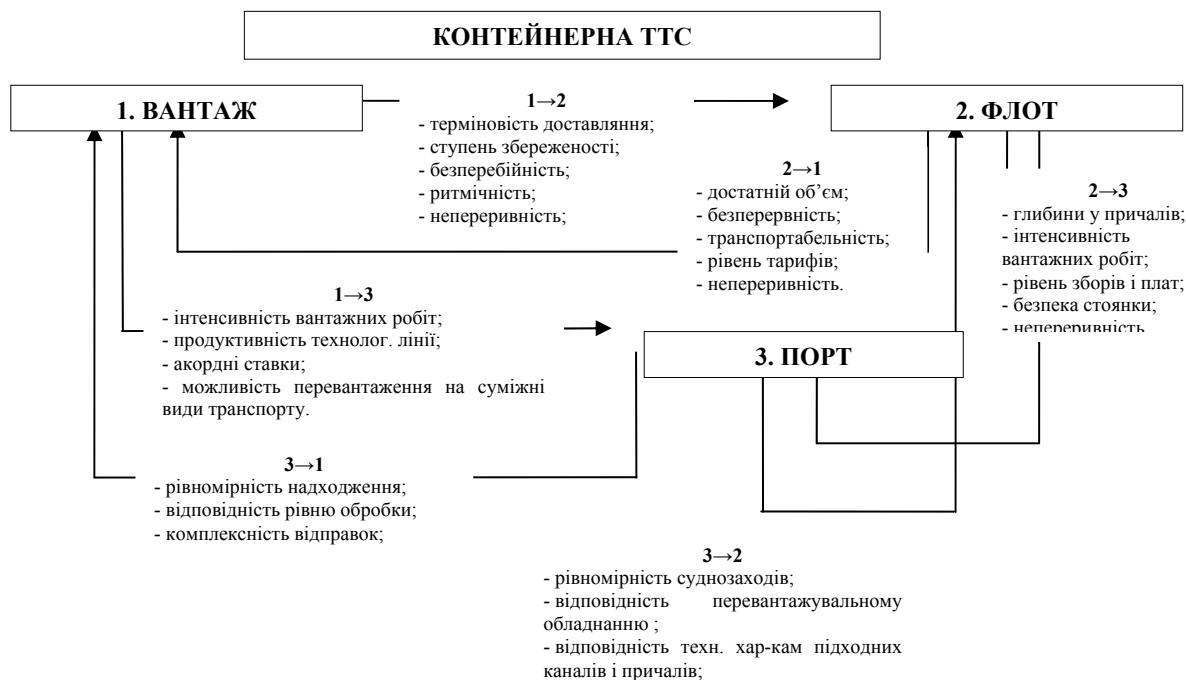 КОНТЕЙНЕРНА ТТС
1. ВАНТАЖ
2. ФЛОТ
1→2
- терміновість доставляння;
- ступень збереженості;
- безперебійність;
- ритмічність;
- непереривність;
2→1
- достатній об’єм;
- безперервність;
- транспортабельність;
- рівень тарифів;
- непереривність.
2→3
- глибини у причалів;
- інтенсивність
вантажних робіт;
- рівень зборів і плат;
- безпека стоянки;
- непереривність
1→3
- інтенсивність вантажних робіт;
- продуктивність технолог. лінії;
- акордні ставки;
- можливість перевантаження на суміжні
види транспорту.
3. ПОРТ
3→1
- рівномірність надходження;
- відповідність рівню обробки;
- комплексність відправок;
3→2
- рівномірність суднозаходів;
- відповідність перевантажувальному
обладнанню ;
- відповідність техн. хар-кам підходних
каналів і причалів;